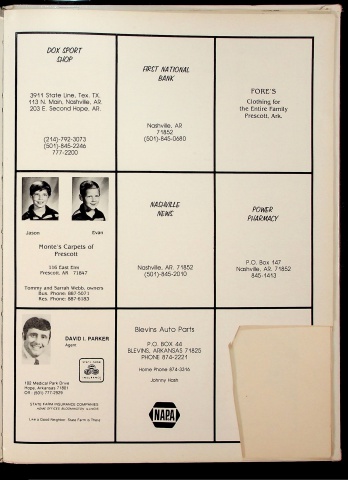 DOX SPORT
SHOP
3911 State Line, Tex. TX.
113 N. Main, Nashville, AR.
203 E. Second Hope, AR.
(214)-792-3073
(501)-845-2246
777-2200
FIRST NATIONAL
BANK
Nashville, AR
71852
(501)-845-0680
FORE'S
Clothing for
the Entire Family
Prescott, Ark.
Jason Evan
Monte's Carpets of
Prescott
116 East Elm
Prescott, AR 71847
Tommy and Sarrah Webb, owners
Bus. Phone: 887-5071
Res. Phone: 887-6183
NASHVILLE
NEWS
Nashville, AR. 71852
(501)-845-2010
POWER
PHARMACY
P.O. Box 147
Nashville, AR. 71852
845-1413
DAVID I. PARKER
Agent
STATE FARM
INSURANCE
102 Medical Park Drive
Hope, Arkansas 71801
Off.: (501) 777-2829
STATE FARM INSURANCE COMPANIES
HOME OFFICES: BLOOMINGTON, ILLINOIS
Like a Good Neighbor, State Farm is There.
Blevins Auto Parts
P.O. BOX 44
BLEVINS, ARKANSAS 71825
PHONE 874-2221
Home Phone 874-3316
Johnny Hash
NAPA